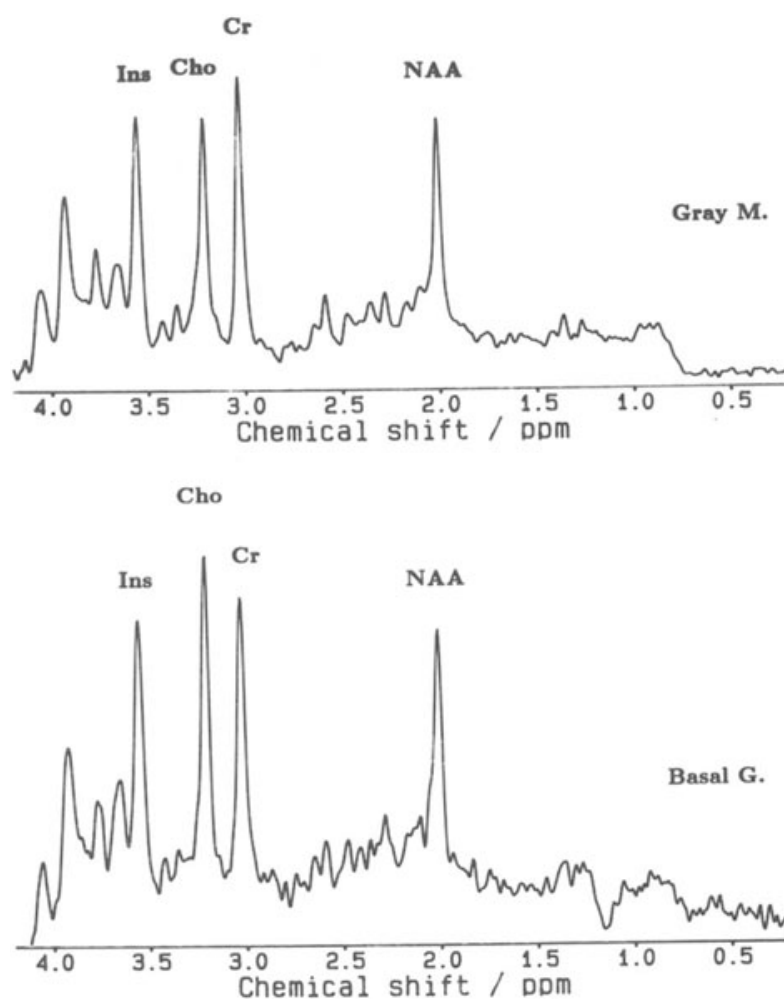 Cr
Ins Cho NAA
Gray M.
4.0 3.5 3.0 2.5 2.0 1.5 1.0 0.5
Chemical shift / ppm
Cho
Ins Cr NAA
Basal G.
4.0 3.5 3.0 2.5 2.0 1.5 1.0 0.5
Chemical shift / ppm